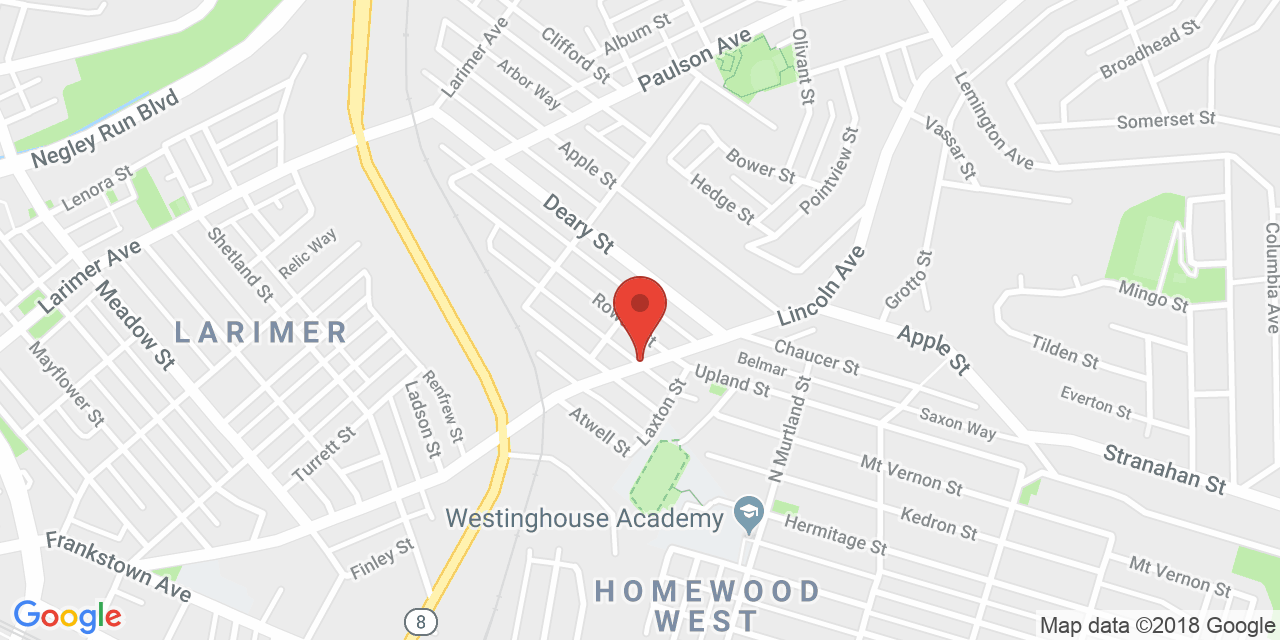 Larimer Ave
Clifford St
Album St
Paulson Ave
Olivant St
Broadhead St
Arbor Way
Lemington Ave
Negley Run Blvd
Vassar St
Somerset St
Lenora St
Apple St
Bower St
Pointview St
Hedge St
Deary St
Shetland St
Relic Way
Larimer Ave
Lincoln Ave
Grotto St
Columbia Ave
Mingo St
Meadow St
LARIMER
Apple St
Tilden St
Mayflower St
Renfrew St
Ladson St
Chaucer St
Belmar
Upland St
Everton St
Atwell St
Laxton St
N Murtland St
Saxon Way
Turrett St
Stranahan St
Mt Vernon St
Westinghouse Academy
Kedron St
Hermitage St
Frankstown Ave
Finley St
Mt Vernon St
HOMEWOOD
WEST
8
Google
Map data ©2018 Google